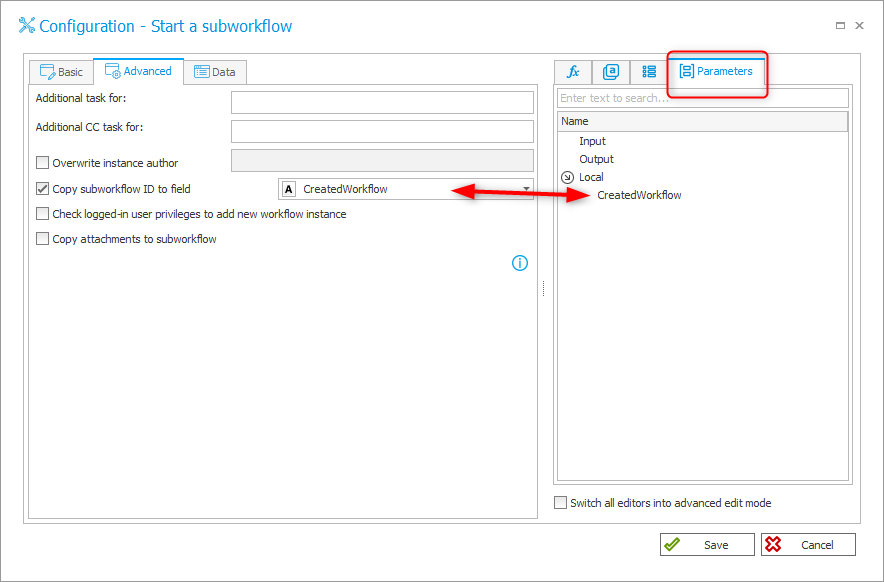 Configuration - Start a subworkflow
Basic
Advanced
Data
Additional task for:
Additional CC task for:
Overwrite instance author
Copy subworkflow ID to field
A
CreatedWorkflow
Check logged-in user privileges to add new workflow instance
Copy attachments to subworkflow
i
fx
a
Parameters
Enter text to search...
Name
Input
Output
Local
CreatedWorkflow
Switch all editors into advanced edit mode
Save
Cancel